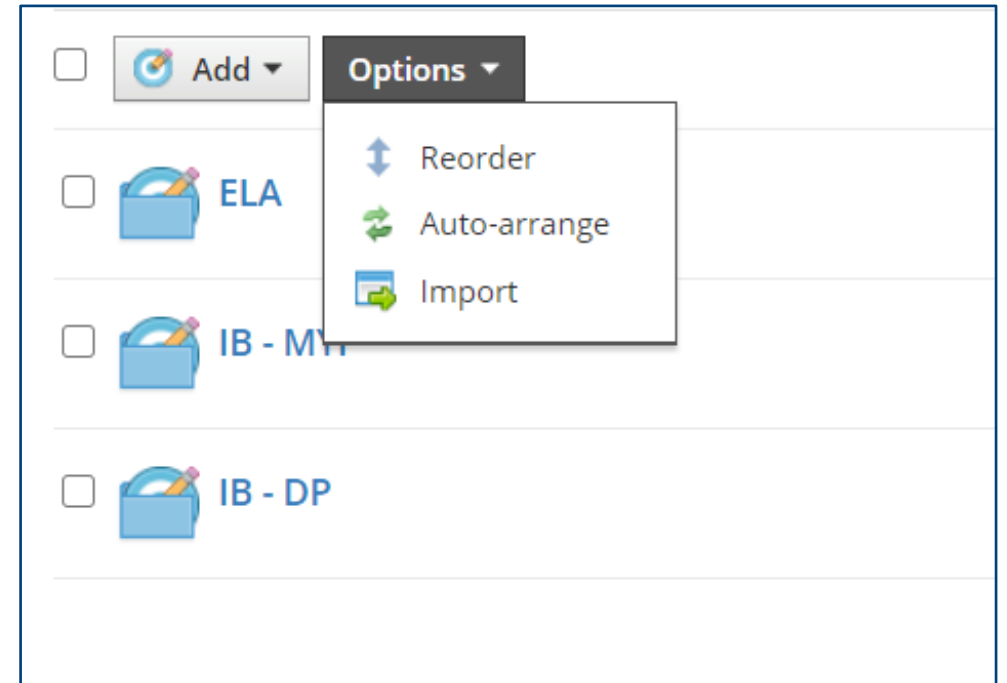 Add Options
Reorder
ELA
Auto-arrange
Import
IB -
IB - DP